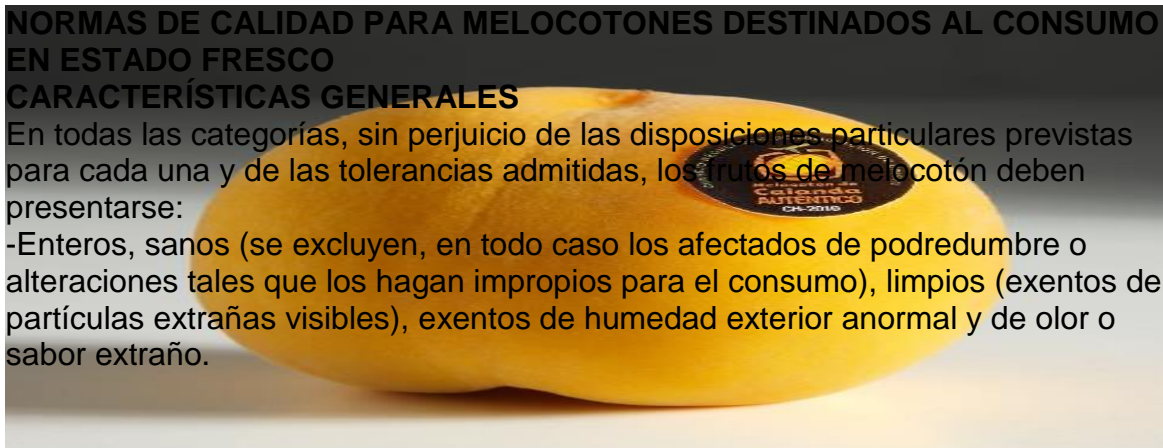 NORMAS DE CALIDAD PARA MELOCOTONES DESTINADOS AL CONSUMO
EN ESTADO FRESCO
CARACTERÍSTICAS GENERALES
En todas las categorías, sin perjuicio de las disposiciones particulares previstas
para cada una y de las tolerancias admitidas, los frutos de melocotón deben
presentarse:
-Enteros, sanos (se excluyen, en todo caso los afectados de podredumbre o
alteraciones tales que los hagan impropios para el consumo), limpios (exentos de
partículas extrañas visibles), exentos de humedad exterior anormal y de olor o
sabor extraño.
Melocotón de
Calanda
AUTÉNTICO